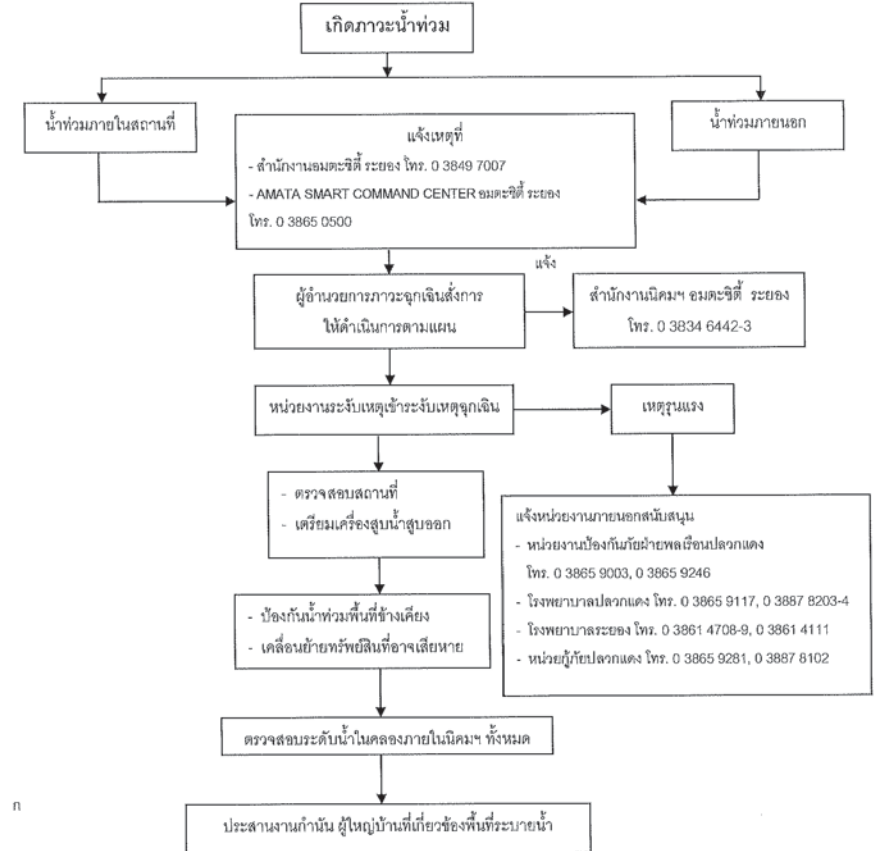 เกิดภาวะน้ำท่วม
น้ำท่วมภายในสถานที่
น้ำท่วมภายนอก
แจ้งเหตุที่
- สำนักงานอมตะซิตี้ ระยอง โทร. 0 3849 7007
- AMATA SMART COMMAND CENTER อมตะซิตี้ ระยอง
โทร. 0 3865 0500
แจ้ง
ผู้อำนวยการภาวะฉุกเฉินสั่งการ
ให้ดำเนินการตามแผน
สำนักงานนิคมฯ อมตะซิตี้ ระยอง
โทร. 0 3834 6442-3
หน่วยงานระงับเหตุเข้าระงับเหตุฉุกเฉิน
เหตุรุนแรง
- ตรวจสอบสถานที่
- เตรียมเครื่องสูบน้ำสูบออก
แจ้งหน่วยงานภายนอกสนับสนุน
- หน่วยงานป้องกันภัยฝ่ายพลเรือนปลวกแดง
โทร. 0 3865 9003, 0 3865 9246
- โรงพยาบาลปลวกแดง โทร. 0 3865 9117, 0 3887 8203-4
- โรงพยาบาลระยอง โทร. 0 3861 4708-9, 0 3861 4111
- หน่วยกู้ภัยปลวกแดง โทร. 0 3865 9281, 0 3887 8102
- ป้องกันน้ำท่วมพื้นที่ข้างเคียง
- เคลื่อนย้ายทรัพย์สินที่อาจเสียหาย
ตรวจสอบระดับน้ำในคลองภายในนิคมฯ ทั้งหมด
ก
ประสานงานกำนัน ผู้ใหญ่บ้านที่เกี่ยวข้องพื้นที่ระบายน้ำ